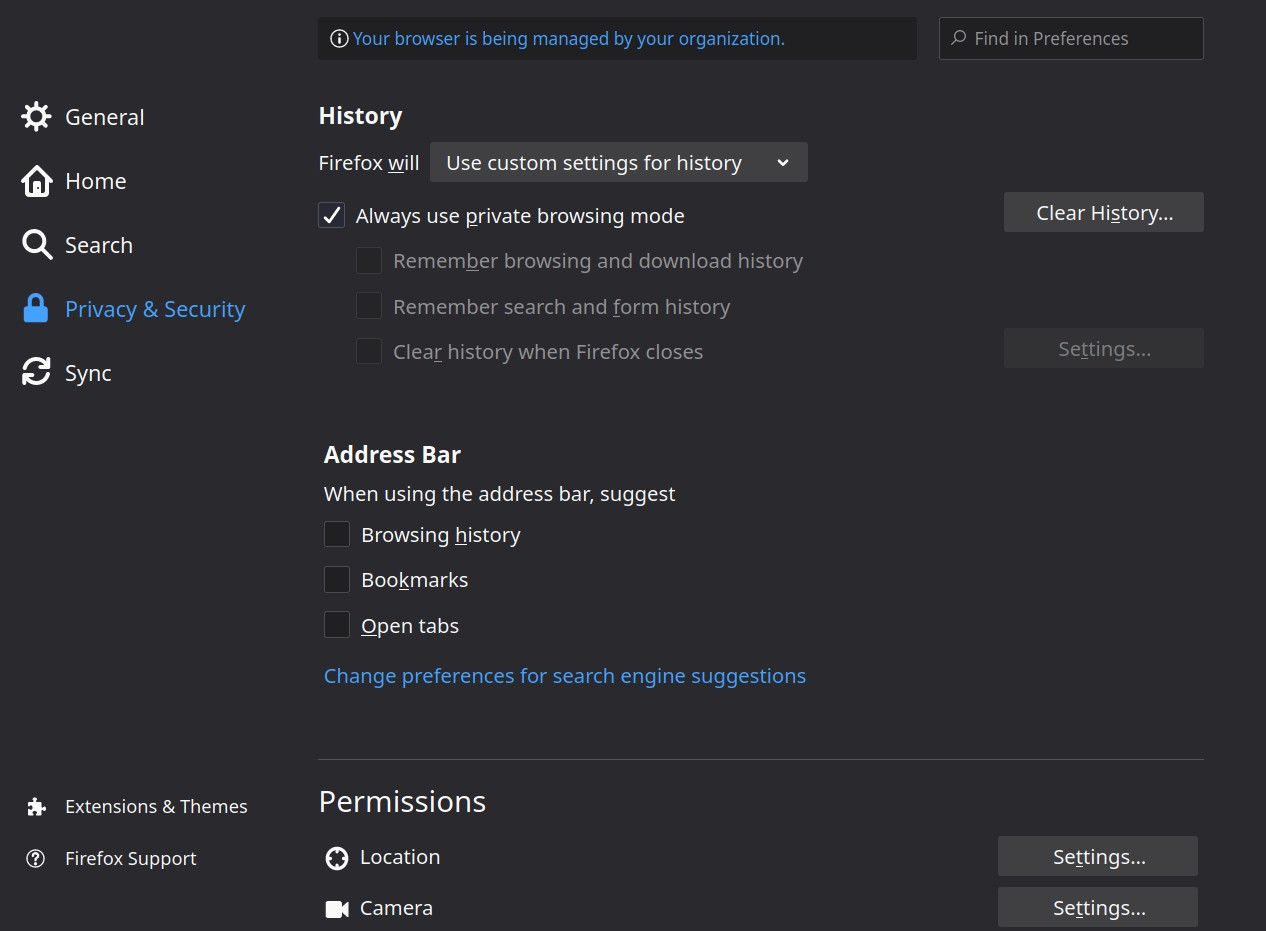 Your browser is being managed by your organization.
Find in Preferences
General
Home
Search
Privacy & Security
Sync
Extensions & Themes
Firefox Support
History
Firefox will Use custom settings for history
Always use private browsing mode
Clear History...
Remember browsing and download history
Remember search and form history
Clear history when Firefox closes
Settings...
Address Bar
When using the address bar, suggest
Browsing history
Bookmarks
Open tabs
Change preferences for search engine suggestions
Permissions
Location
Settings...
Camera
Settings...